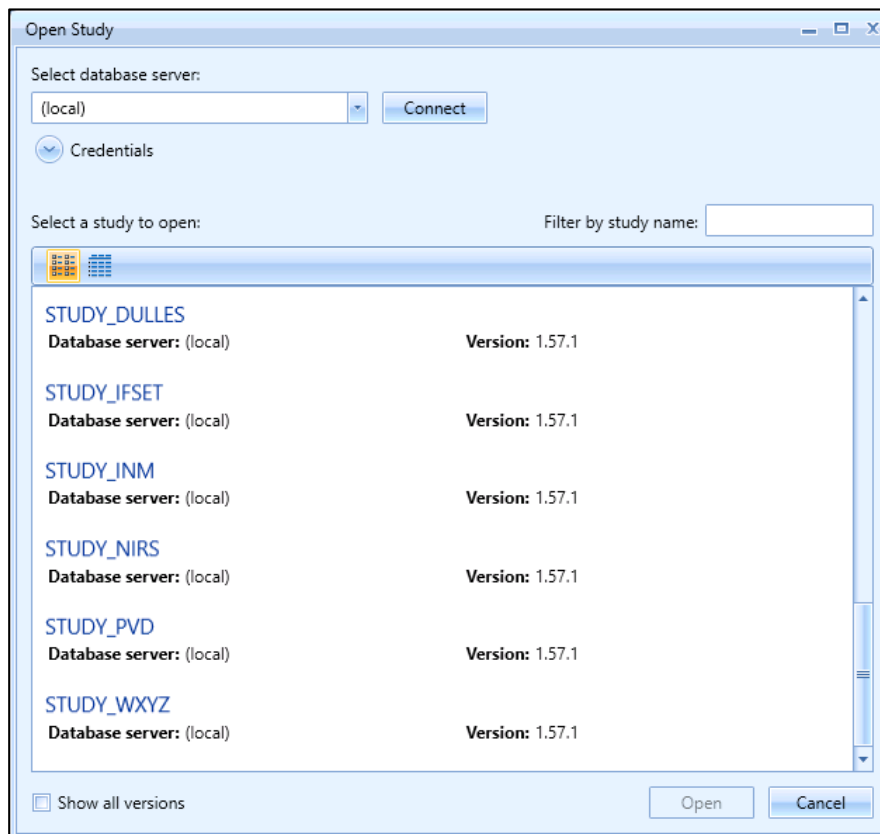 Open Study
Select database server:
(local) Connect
Credentials
Select a study to open: Filter by study name:
STUDY_DULLES
Database server: (local) Version: 1.57.1
STUDY_IFSET
Database server: (local) Version: 1.57.1
STUDY_INM
Database server: (local) Version: 1.57.1
STUDY_NIRS
Database server: (local) Version: 1.57.1
STUDY_PVD
Database server: (local) Version: 1.57.1
STUDY_WXYZ
Database server: (local) Version: 1.57.1
Show all versions Open Cancel